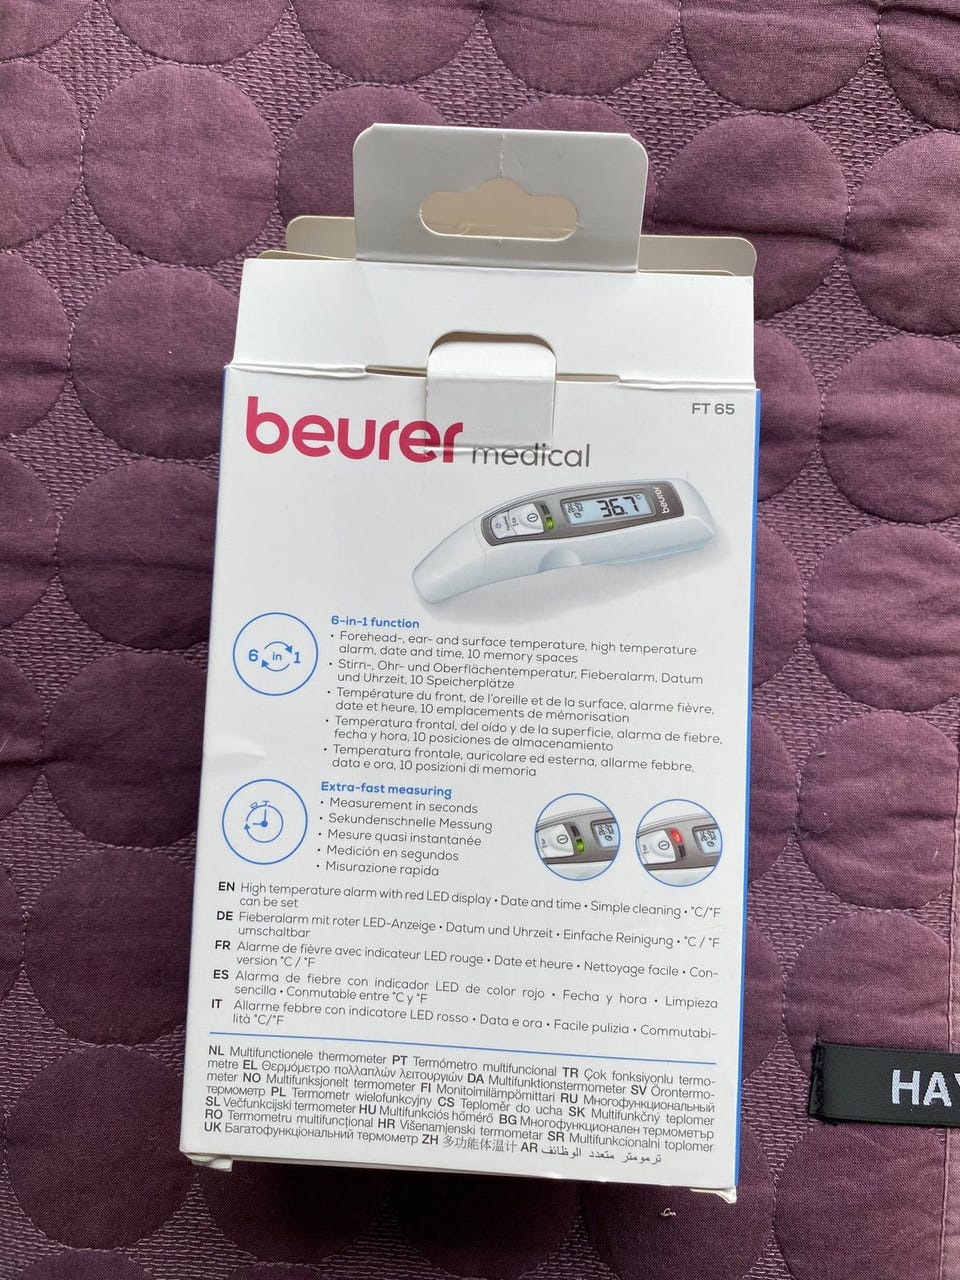 beurer medical
FT 65
beurer
36.7
6 in 1
6-in-1 function
• Forehead-, ear- and surface temperature, high temperature
alarm, date and time, 10 memory spaces
• Stirn-, Ohr- und Oberflächentemperatur, Fieberalarm, Datum
und Uhrzeit, 10 Speicherplätze
• Température du front, de l'oreille et de la surface, alarme fièvre,
date et heure, 10 emplacements de mémorisation
• Temperatura frontal, del oído y de la superficie, alarma de fiebre,
fecha y hora, 10 posiciones de almacenamiento
• Temperatura frontale, auricolare ed esterna, allarme febbre,
data e ora, 10 posizioni di memoria
Extra-fast measuring
• Measurement in seconds
• Sekundenschnelle Messung
• Mesure quasi instantanée
• Medición en segundos
• Misurazione rapida
EN High temperature alarm with red LED display • Date and time • Simple cleaning • °C/°F
can be set
DE Fieberalarm mit roter LED-Anzeige • Datum und Uhrzeit • Einfache Reinigung • °C / °F
umschaltbar
FR Alarme de fièvre avec indicateur LED rouge • Date et heure • Nettoyage facile • Con-
version °C / °F
ES Alarma de fiebre con indicador LED de color rojo • Fecha y hora • Limpieza
sencilla • Conmutable entre °C y °F
IT Allarme febbre con indicatore LED rosso • Data e ora • Facile pulizia • Commutabi-
lità °C/°F
NL Multifunctionele thermometer PT Termómetro multifuncional TR Çok fonksiyonlu termo-
metre EL Θερμόμετρο πολλαπλών λειτουργιών DA Multifunktionstermometer SV Örontermo-
meter NO Multifunksjonelt termometer FI Monitoimilämpömittari RU Многофункциональный
термометр PL Termometr wielofunkcyjny CS Teploměr do ucha SK Multifunkčný teplomer
SL Večfunkcijski termometer HU Multifunkciós hőmérő BG Многофункционален термометър
RO Termometru multifuncțional HR Višenamjenski termometar SR Multifunkcionalni toplomer
UK Багатофункціональний термометр ZH 多功能体温计 AR ترمومتر متعدد الوظائف
HAY